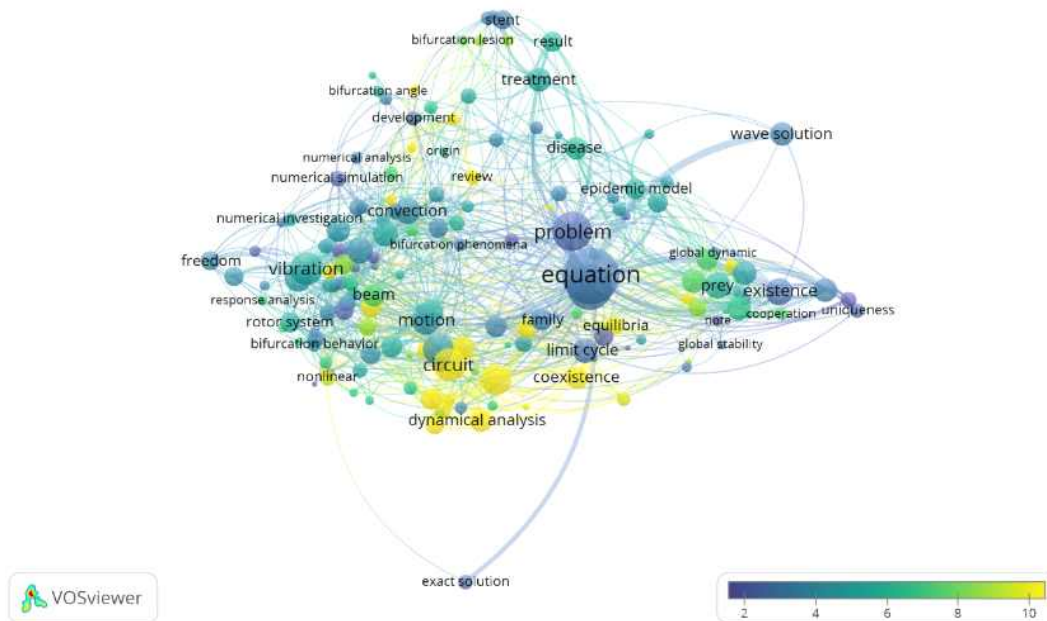 stent
bifurcation lesion
result
treatment
bifurcation angle
development
wave solution
numerical analysis
origin
disease
numerical simulation
review
epidemic model
numerical investigation
convection
problem
bifurcation phenomena
global dynamic
freedom
vibration
equation
prey
existence
response analysis
beam
uniqueness
rotor system
motion
family
equilibria
note
cooperation
bifurcation behavior
limit cycle
global stability
nonlinear
circuit
coexistence
dynamical analysis
exact solution
VOSviewer
2 4 6 8 10